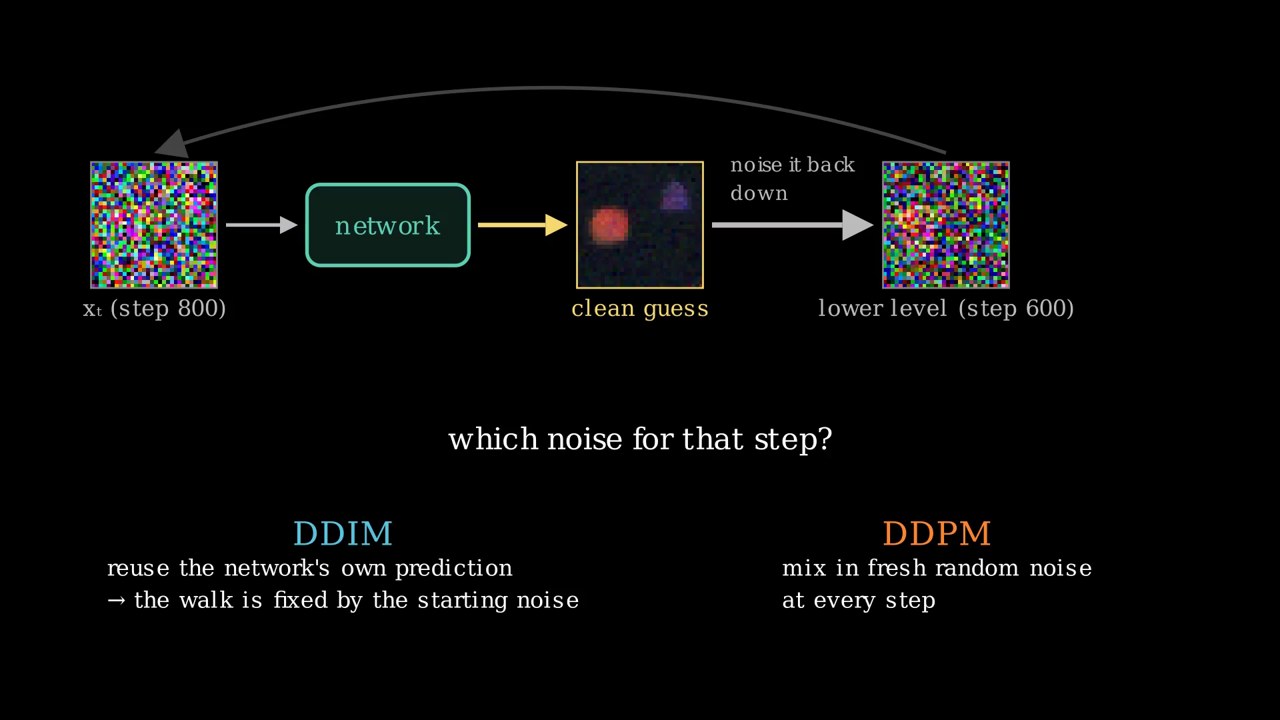 noise it back
down
network
xₜ (step 800)
clean guess
lower level (step 600)
which noise for that step?
DDIM
reuse the network's own prediction
→ the walk is fixed by the starting noise
DDPM
mix in fresh random noise
at every step